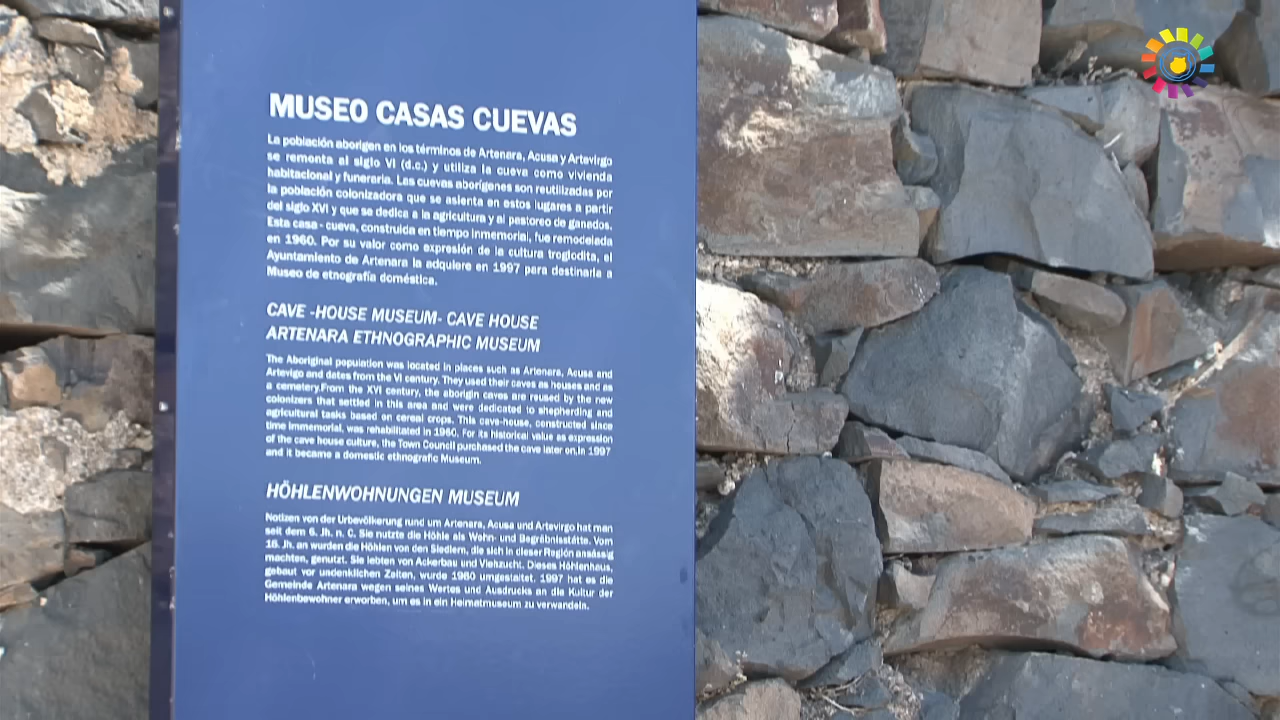 MUSEO CASAS CUEVAS
La población aborigen en los términos de Artenara, Acusa y Artevirgo
se remonta al siglo VI (d.c.) y utiliza la cueva como vivienda
habitacional y funeraria. Las cuevas aborígenes son reutilizadas por
la población colonizadora que se asienta en estos lugares a partir
del siglo XVI y que se dedica a la agricultura y al pastoreo de ganados.
Esta casa - cueva, construida en tiempo inmemorial, fue remodelada
en 1960. Por su valor como expresión de la cultura troglodita, el
Ayuntamiento de Artenara la adquiere en 1997 para destinarla a
Museo de etnografía doméstica.
CAVE -HOUSE MUSEUM- CAVE HOUSE
ARTENARA ETHNOGRAPHIC MUSEUM
The Aboriginal population was located in places such as Artenara, Acusa and
Artevigo and dates from the VI century. They used their caves as houses and as
a cemetery.From the XVI century, the aborigin caves are reused by the new
colonizers that settled in this area and were dedicated to shepherding and
agricultural tasks based on cereal crops. This cave-house, constructed since
time immemorial, was rehabilitated in 1960. For its historical value as expression
of the cave house culture, the Town Council purchased the cave later on,in 1997
and it became a domestic ethnografic Museum.
HÖHLENWOHNUNGEN MUSEUM
Notizen von der Urbevölkerung rund um Artenara, Acusa und Artevirgo hat man
seit dem 6. Jh. n. C. Sie nutzte die Höhle als Wohn- und Begräbnisstätte. Vom
16. Jh. an wurden die Höhlen von den Siedlern, die sich in dieser Región ansässig
machten, genutzt. Sie lebten von Ackerbau und Viehzucht. Dieses Höhlenhaus,
gebaut vor undenklichen Zeiten, wurde 1960 umgestaltet. 1997 hat es die
Gemeinde Artenara wegen seines Wertes und Ausdrucks an die Kultur der
Höhlenbewohner erworben, um es in ein Heimatmuseum zu verwandeln.